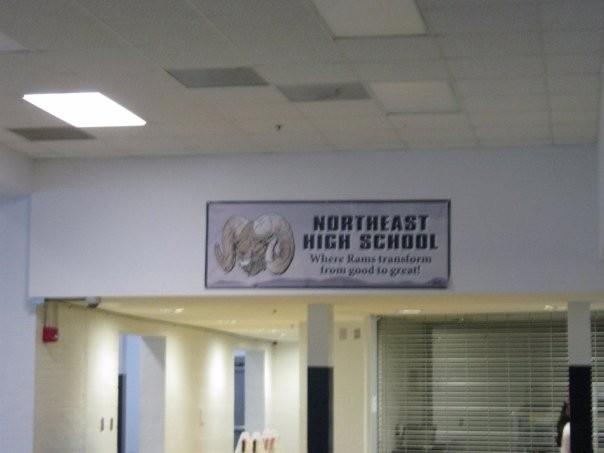 NORTHEAST
HIGH SCHOOL
Where Rams transform
from good to great!